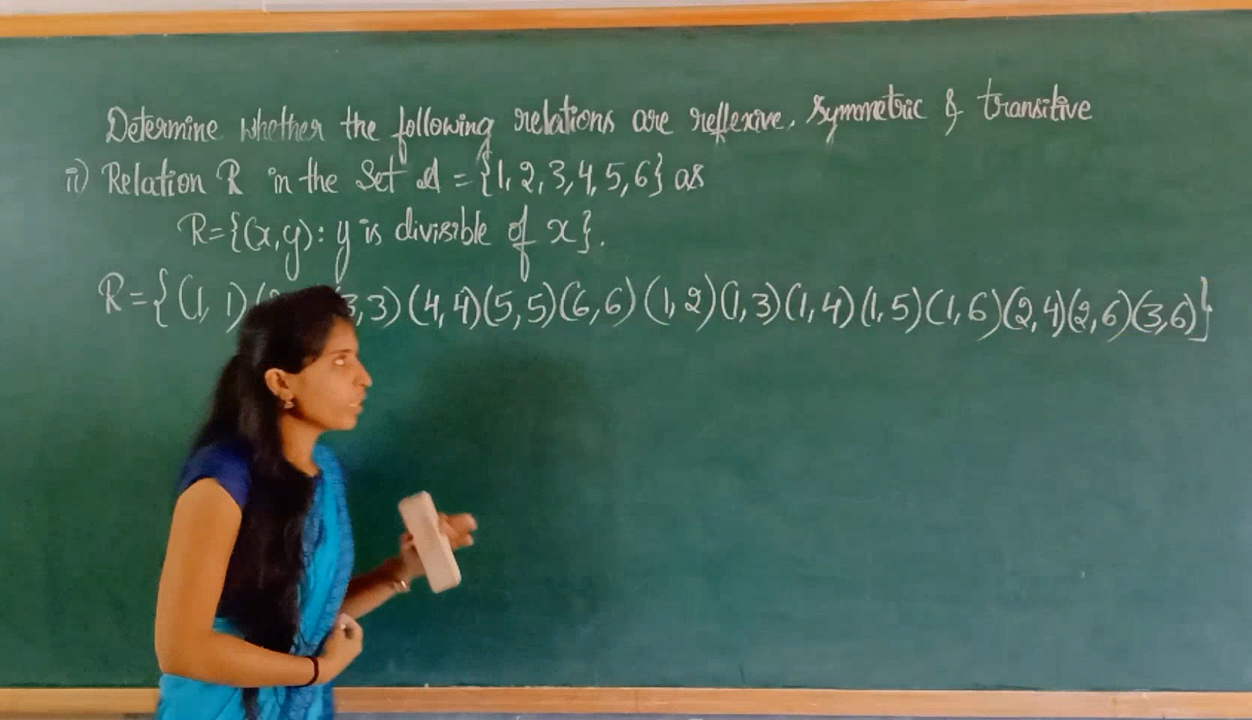 Determine whether the following relations are reflexive, symmetric & transitive
ii) Relation R in the Set A = {1, 2, 3, 4, 5, 6} as
R={(x,y): y is divisible of x}.
R={(1, 1)( 3,3) (4,4)(5,5)(6,6) (1,2)(1,3)(1,4)(1,5)(1,6)(2,4)(2,6)(3,6)}